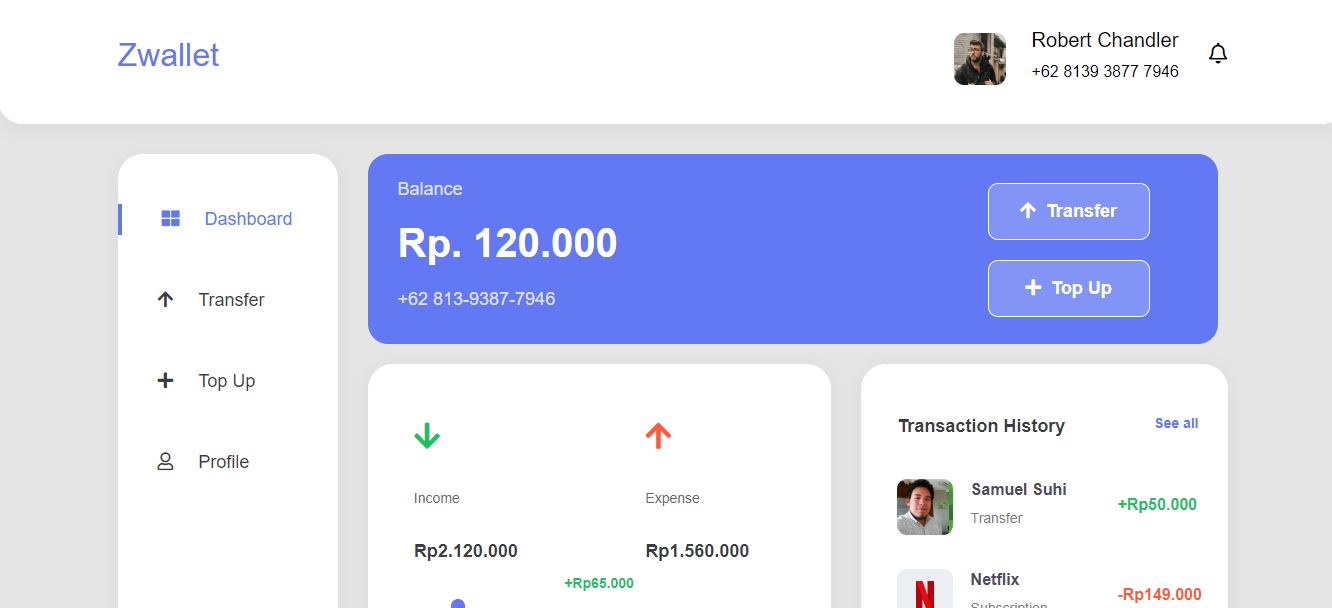 Zwallet
Robert Chandler
+62 8139 3877 7946
Dashboard
Transfer
Top Up
Profile
Balance
Rp. 120.000
+62 813-9387-7946
Transfer
Top Up
Income
Rp2.120.000
Expense
Rp1.560.000
+Rp65.000
Transaction History
See all
Samuel Suhi
Transfer
+Rp50.000
N
Netflix
Subscription
-Rp149.000